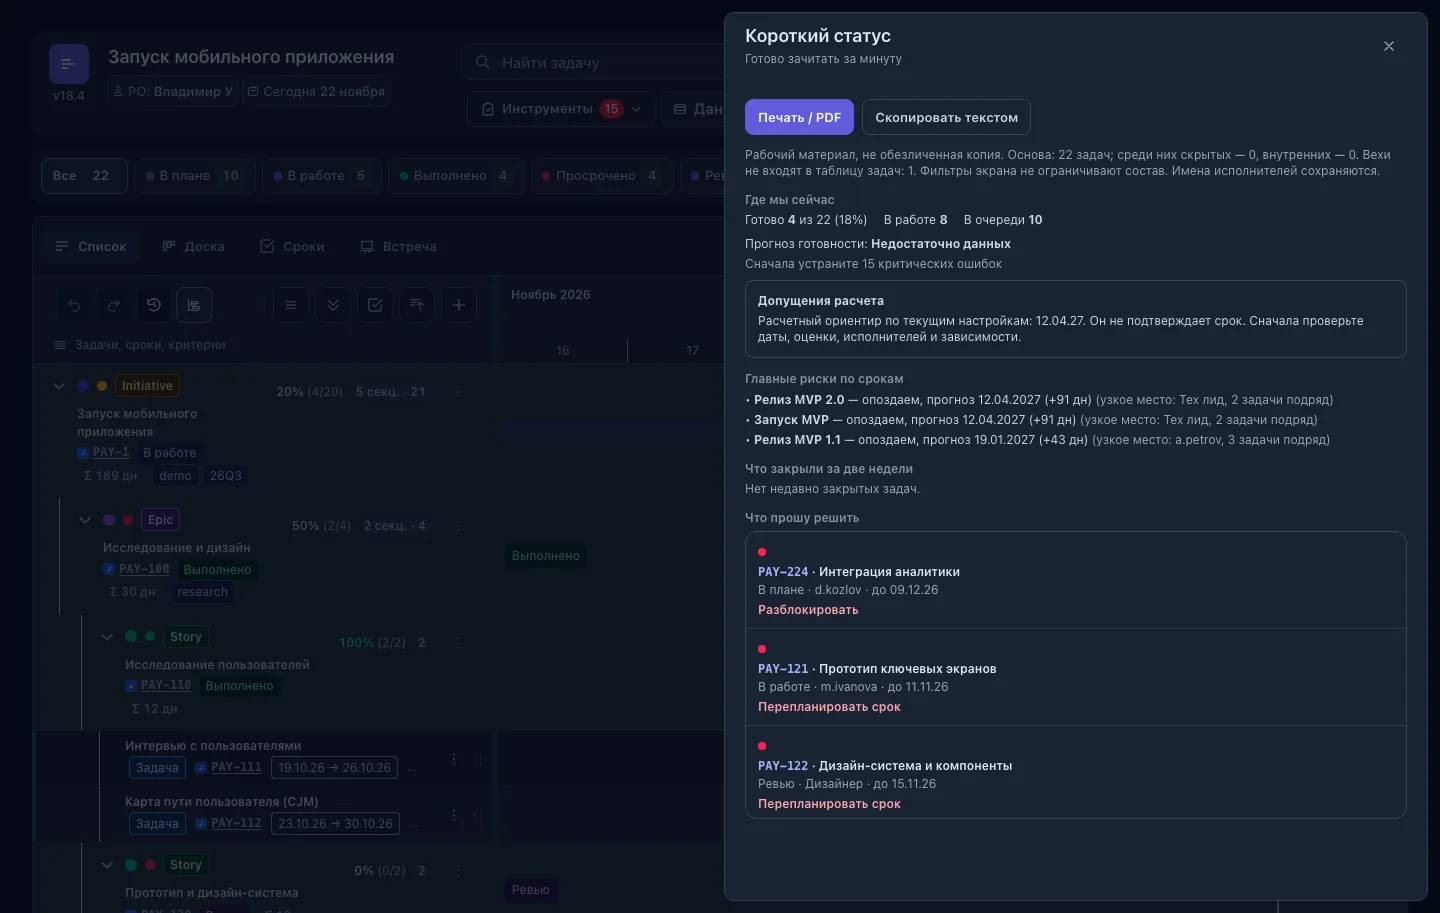 Запуск мобильного приложения
v18.4
PO: Владимир У
Сегодня 22 ноября
Найти задачу
Инструменты 15
Дан
Все 22
В плане 10
В работе 5
Выполнено 4
Просрочено 4
Рев
Список
Доска
Сроки
Встреча
Ноябрь 2026
Задачи, сроки, критерии
16
17
Initiative
20% (4/20) 5 секц. · 21
Запуск мобильного
приложения
PAY-1 В работе
Σ 169 дн demo 26Q3
Epic
50% (2/4) 2 секц. · 4
Исследование и дизайн
PAY-100 Выполнено
Σ 30 дн research
Выполнено
Story
100% (2/2) 2
Исследование пользователей
PAY-110 Выполнено
Σ 12 дн
Интервью с пользователями
Задача PAY-111 19.10.26 → 26.10.26 ...
Карта пути пользователя (CJM)
Задача PAY-112 23.10.26 → 30.10.26 ...
Story
0% (0/2) 2
Прототип и дизайн-система
Ревью
Короткий статус
Готово зачитать за минуту
Печать / PDF
Скопировать текстом
Рабочий материал, не обезличенная копия. Основа: 22 задач; среди них скрытых — 0, внутренних — 0. Вехи
не входят в таблицу задач: 1. Фильтры экрана не ограничивают состав. Имена исполнителей сохраняются.
Где мы сейчас
Готово 4 из 22 (18%) В работе 8 В очереди 10
Прогноз готовности: Недостаточно данных
Сначала устраните 15 критических ошибок
Допущения расчета
Расчетный ориентир по текущим настройкам: 12.04.27. Он не подтверждает срок. Сначала проверьте
даты, оценки, исполнителей и зависимости.
Главные риски по срокам
• Релиз MVP 2.0 — опоздаем, прогноз 12.04.2027 (+91 дн) (узкое место: Тех лид, 2 задачи подряд)
• Запуск MVP — опоздаем, прогноз 12.04.2027 (+91 дн) (узкое место: Тех лид, 2 задачи подряд)
• Релиз MVP 1.1 — опоздаем, прогноз 19.01.2027 (+43 дн) (узкое место: a.petrov, 3 задачи подряд)
Что закрыли за две недели
Нет недавно закрытых задач.
Что прошу решить
PAY-224 · Интеграция аналитики
В плане · d.kozlov · до 09.12.26
Разблокировать
PAY-121 · Прототип ключевых экранов
В работе · m.ivanova · до 11.11.26
Перепланировать срок
PAY-122 · Дизайн-система и компоненты
Ревью · Дизайнер · до 15.11.26
Перепланировать срок